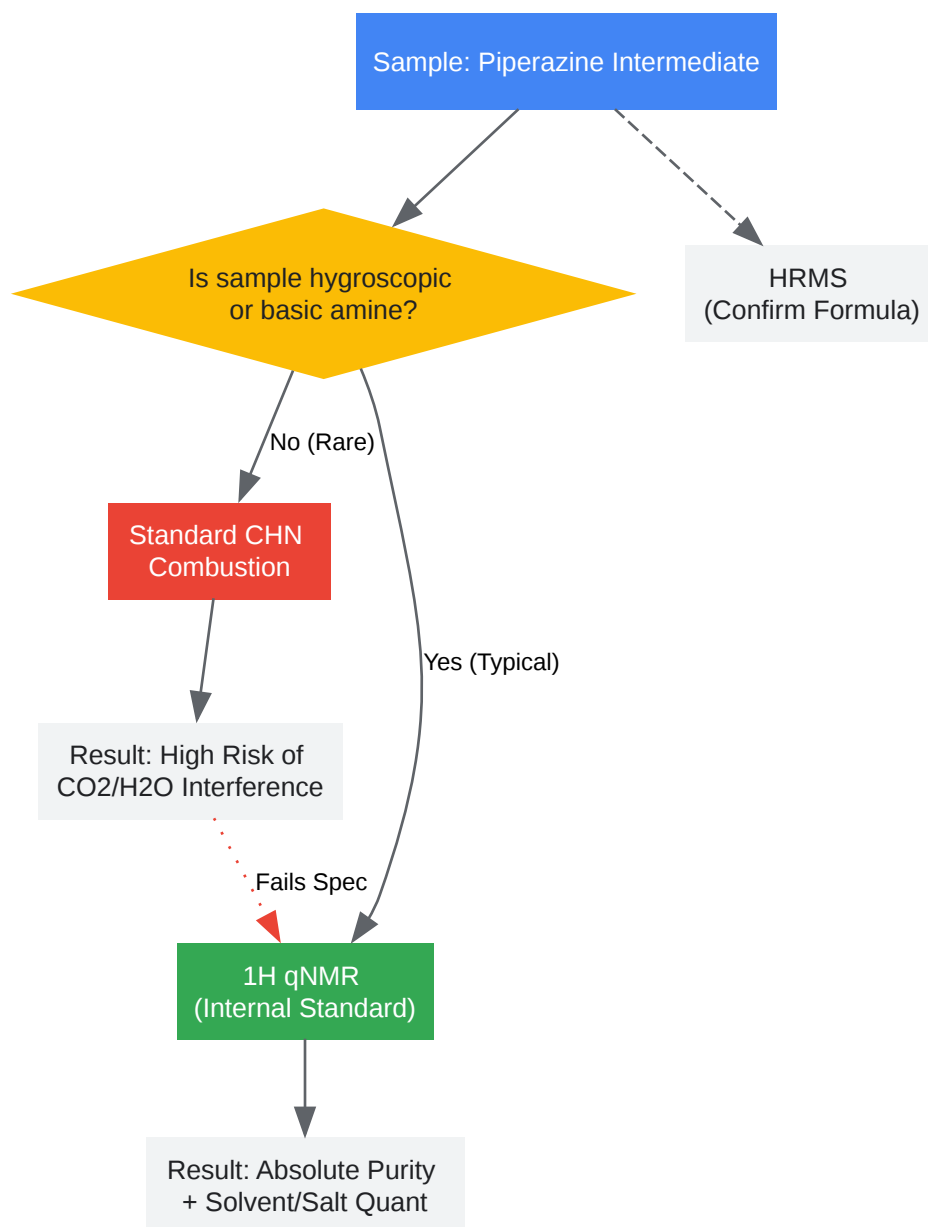 Sample: Piperazine Intermediate
Is sample hygroscopic
or basic amine?
HRMS
(Confirm Formula)
No (Rare)
Standard CHN
Combustion
Yes (Typical)
Result: High Risk of
CO2/H2O Interference
Fails Spec
1H qNMR
(Internal Standard)
Result: Absolute Purity
+ Solvent/Salt Quant